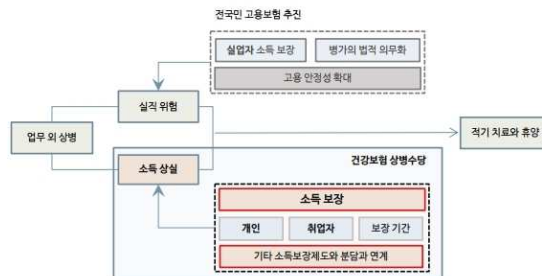 전국민 고용보험 추진
실업자 소득 보장
병가의 법적 의무화
고용 안정성 확대
실직 위험
업무 외 상병
적기 치료와 휴양
소득 상실
건강보험 상병수당
소득 보장
개인
취업자
보장 기간
기타 소득보장제도와 분담과 연계